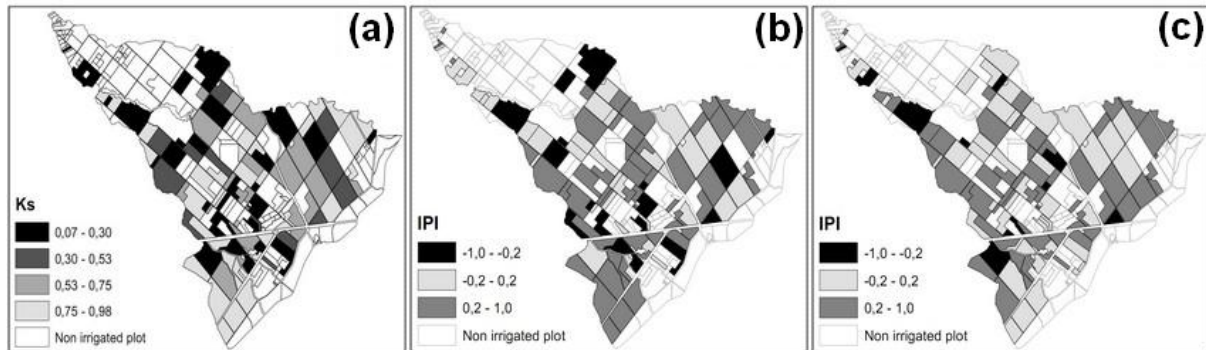 (a)
Ks
0,07 - 0,30
0,30 - 0,53
0,53 - 0,75
0,75 - 0,98
Non irrigated plot
(b)
IPI
-1,0 - -0,2
-0,2 - 0,2
0,2 - 1,0
Non irrigated plot
(c)
IPI
-1,0 - -0,2
-0,2 - 0,2
0,2 - 1,0
Non irrigated plot